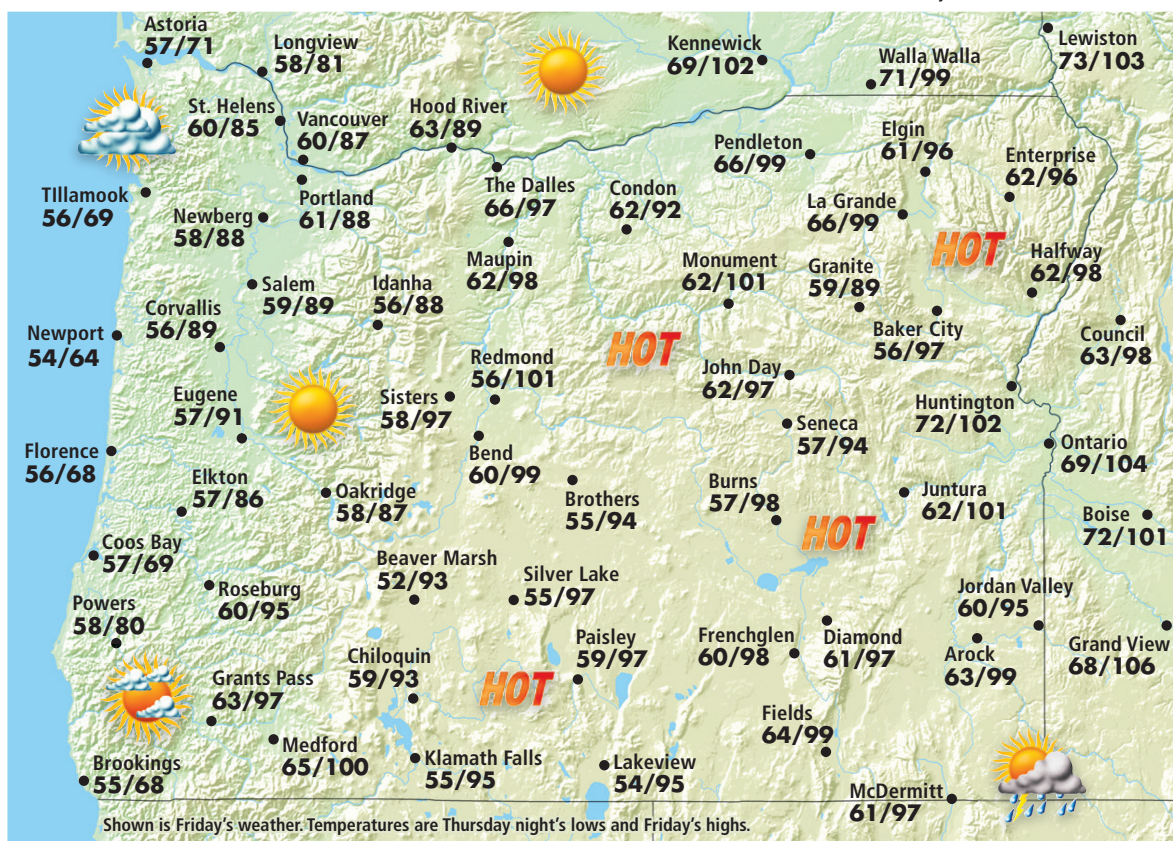 Astoria
57/71
Longview
58/81
Kennewick
69/102
Walla Walla
71/99
Lewiston
73/103
St. Helens
60/85
Vancouver
60/87
Hood River
63/89
Pendleton
66/99
Elgin
61/96
Enterprise
62/96
TIllamook
56/69
Newberg
58/88
Portland
61/88
The Dalles
66/97
Condon
62/92
La Grande
66/99
HOT
Maupin
62/98
Monument
62/101
Granite
59/89
Halfway
62/98
Salem
59/89
Idanha
56/88
Corvallis
56/89
Newport
54/64
HOT
Baker City
56/97
Council
63/98
Redmond
56/101
John Day
62/97
Eugene
57/91
Sisters
58/97
Huntington
72/102
Seneca
57/94
Florence
56/68
Bend
60/99
Ontario
69/104
Elkton
57/86
Oakridge
58/87
Brothers
55/94
Burns
57/98
Juntura
62/101
Boise
72/101
HOT
Coos Bay
57/69
Beaver Marsh
52/93
Silver Lake
55/97
Roseburg
60/95
Jordan Valley
60/95
Powers
58/80
Paisley
59/97
Frenchglen
60/98
Diamond
61/97
Arock
63/99
Grand View
68/106
Chiloquin
59/93
HOT
Grants Pass
63/97
Fields
64/99
Medford
65/100
Klamath Falls
55/95
Lakeview
54/95
Brookings
55/68
McDermitt
61/97
Shown is Friday's weather. Temperatures are Thursday night's lows and Friday's highs.